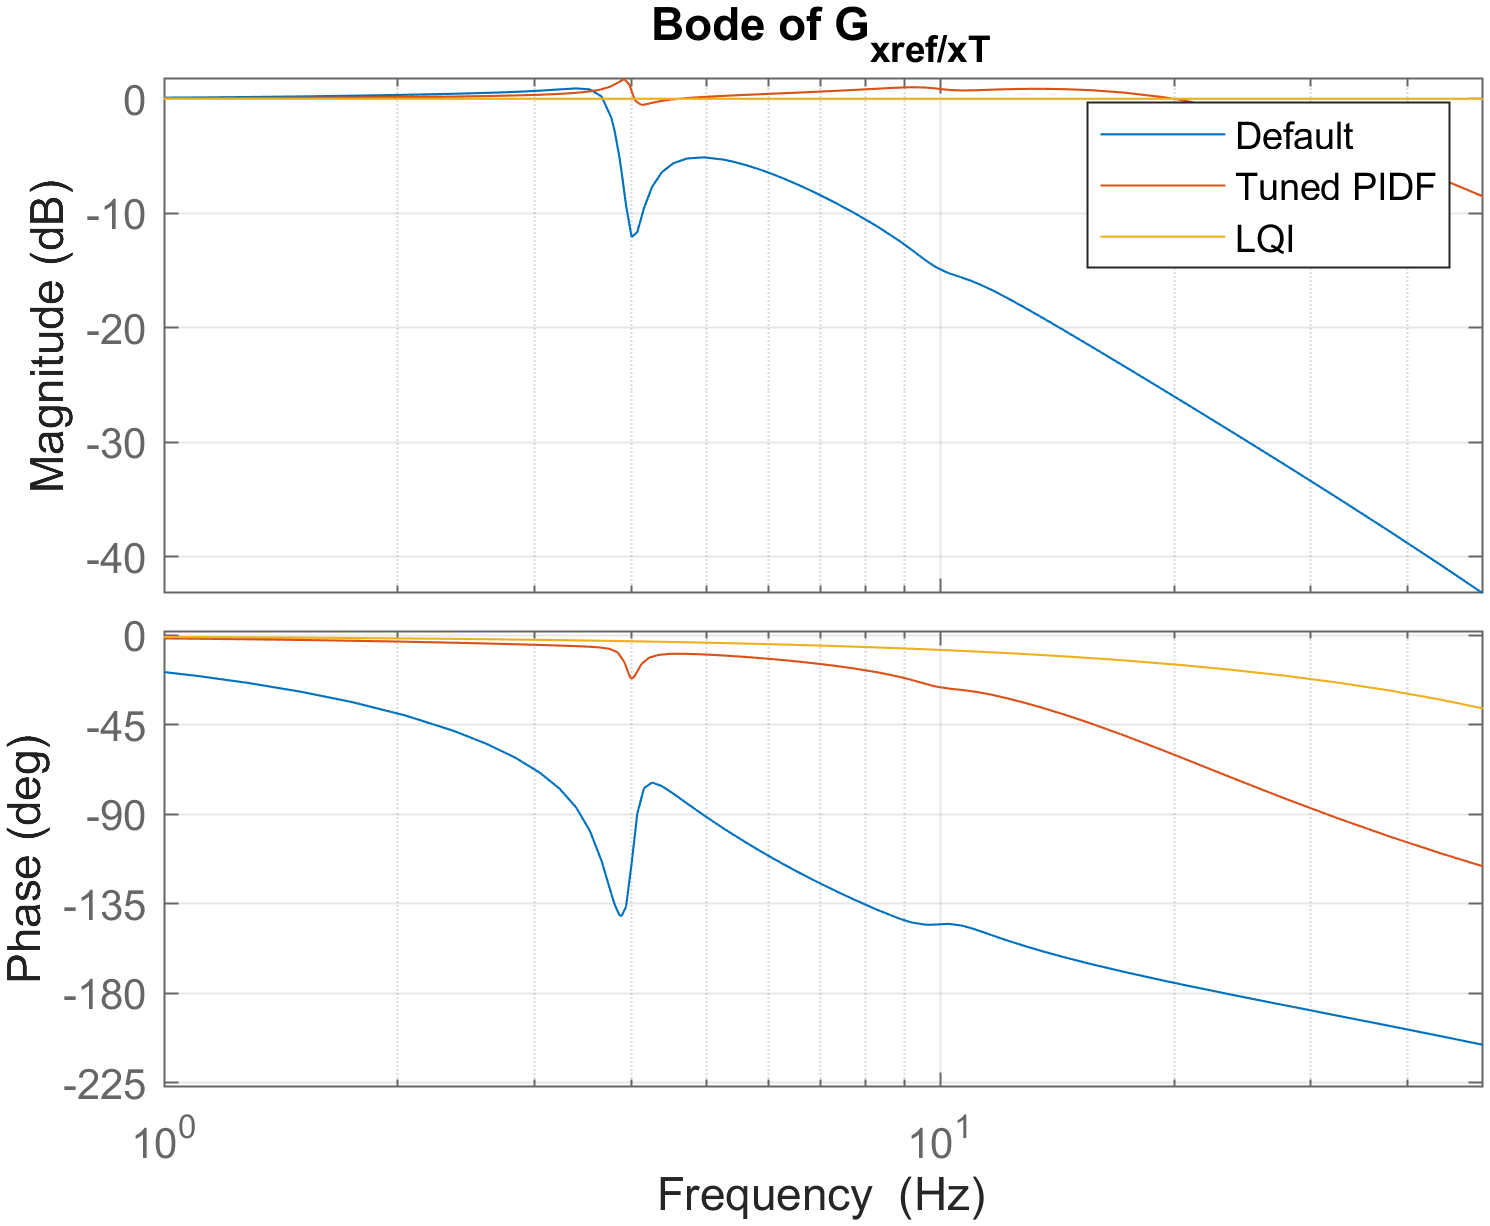 Bode of G_xref/xT
Magnitude (dB)
0
-10
-20
-30
-40
Default
Tuned PIDF
LQI
Phase (deg)
0
-45
-90
-135
-180
-225
10^0
10^1
Frequency (Hz)